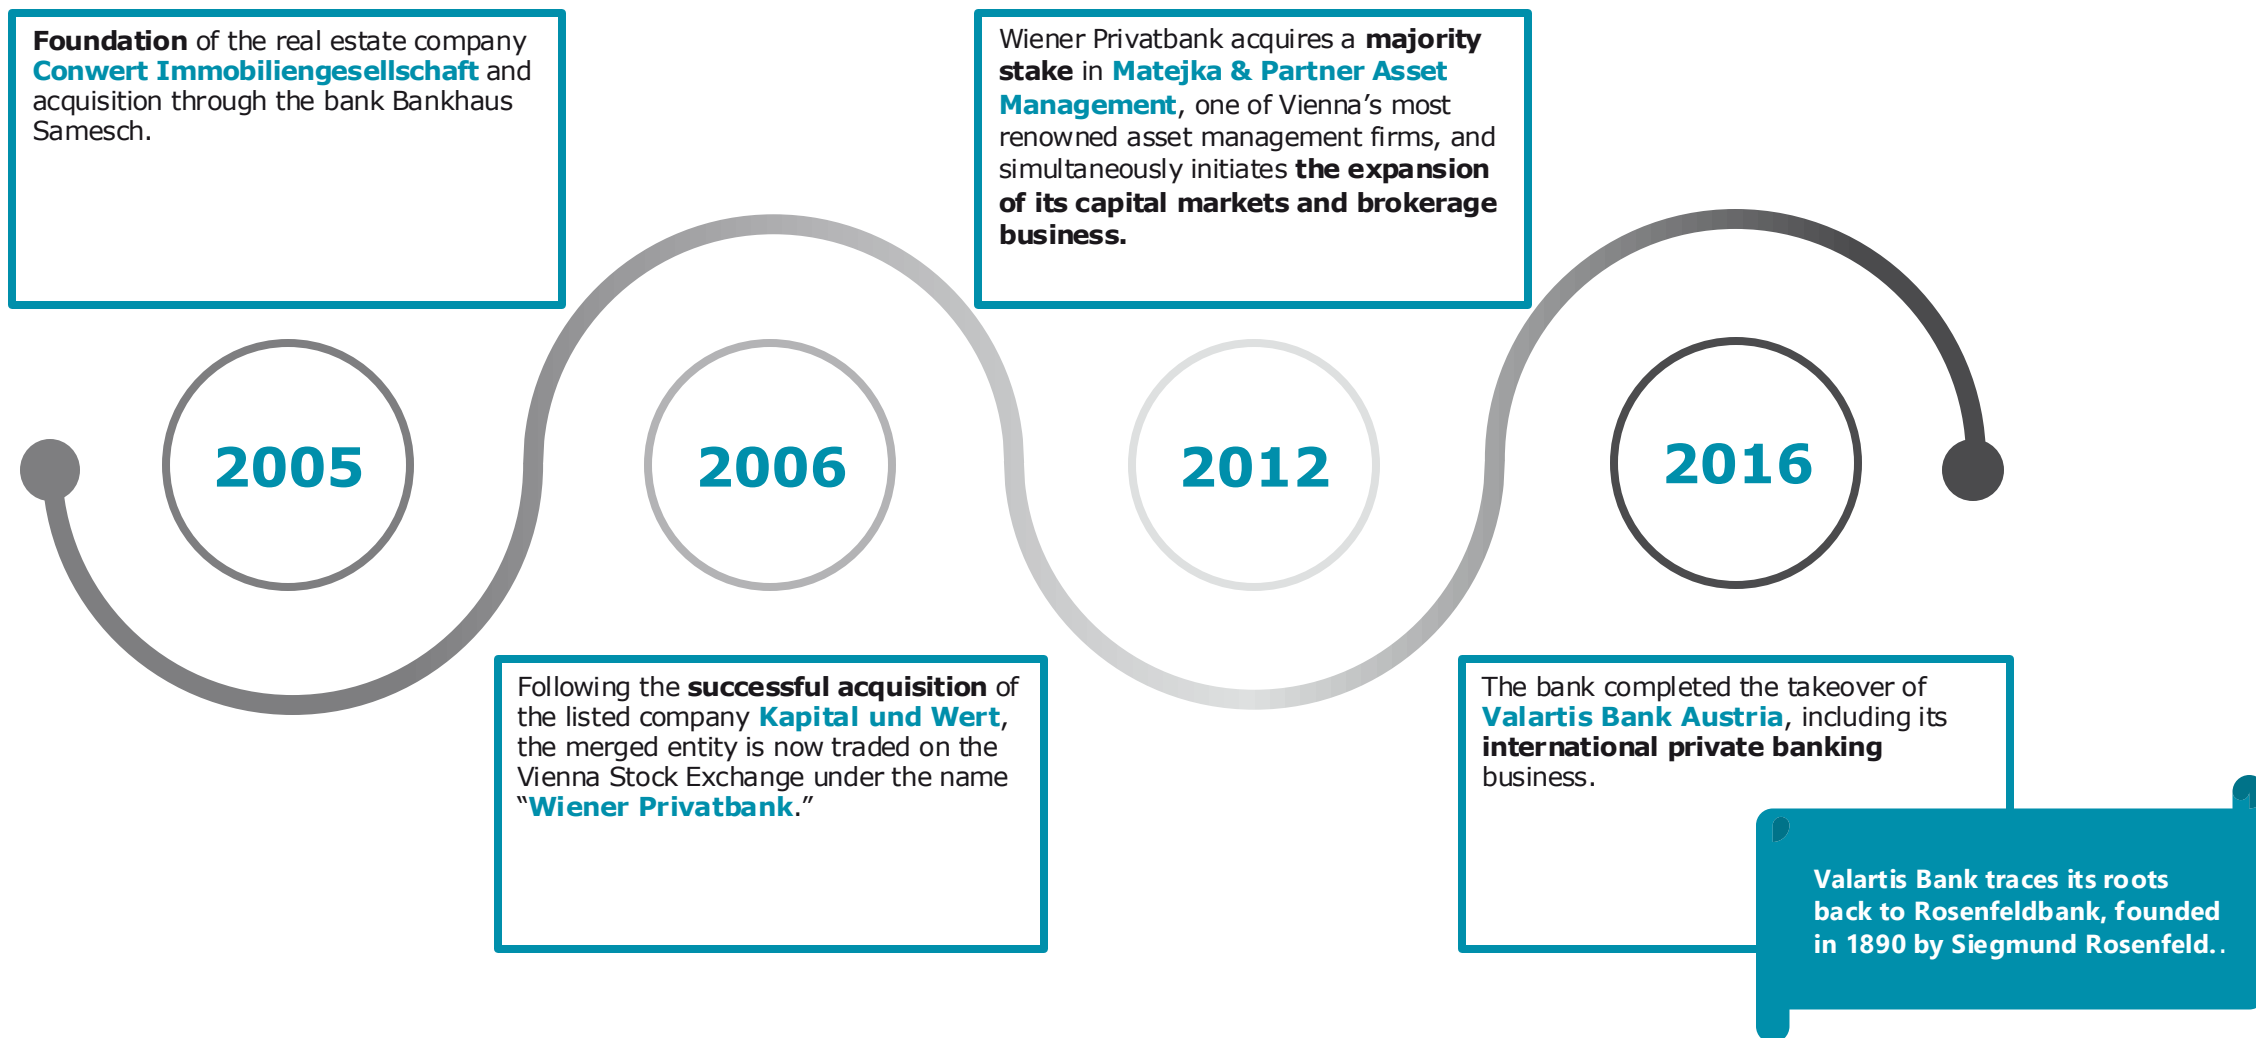 Foundation of the real estate company
Conwert Immobiliengesellschaft and
acquisition through the bank Bankhaus
Samesch.
Wiener Privatbank acquires a majority
stake in Matejka & Partner Asset
Management, one of Vienna’s most
renowned asset management firms, and
simultaneously initiates the expansion
of its capital markets and brokerage
business.
2005
2006
2012
2016
Following the successful acquisition of
the listed company Kapital und Wert,
the merged entity is now traded on the
Vienna Stock Exchange under the name
“Wiener Privatbank.”
The bank completed the takeover of
Valartis Bank Austria, including its
international private banking
business.
Valartis Bank traces its roots
back to Rosenfeldbank, founded
in 1890 by Siegmund Rosenfeld..